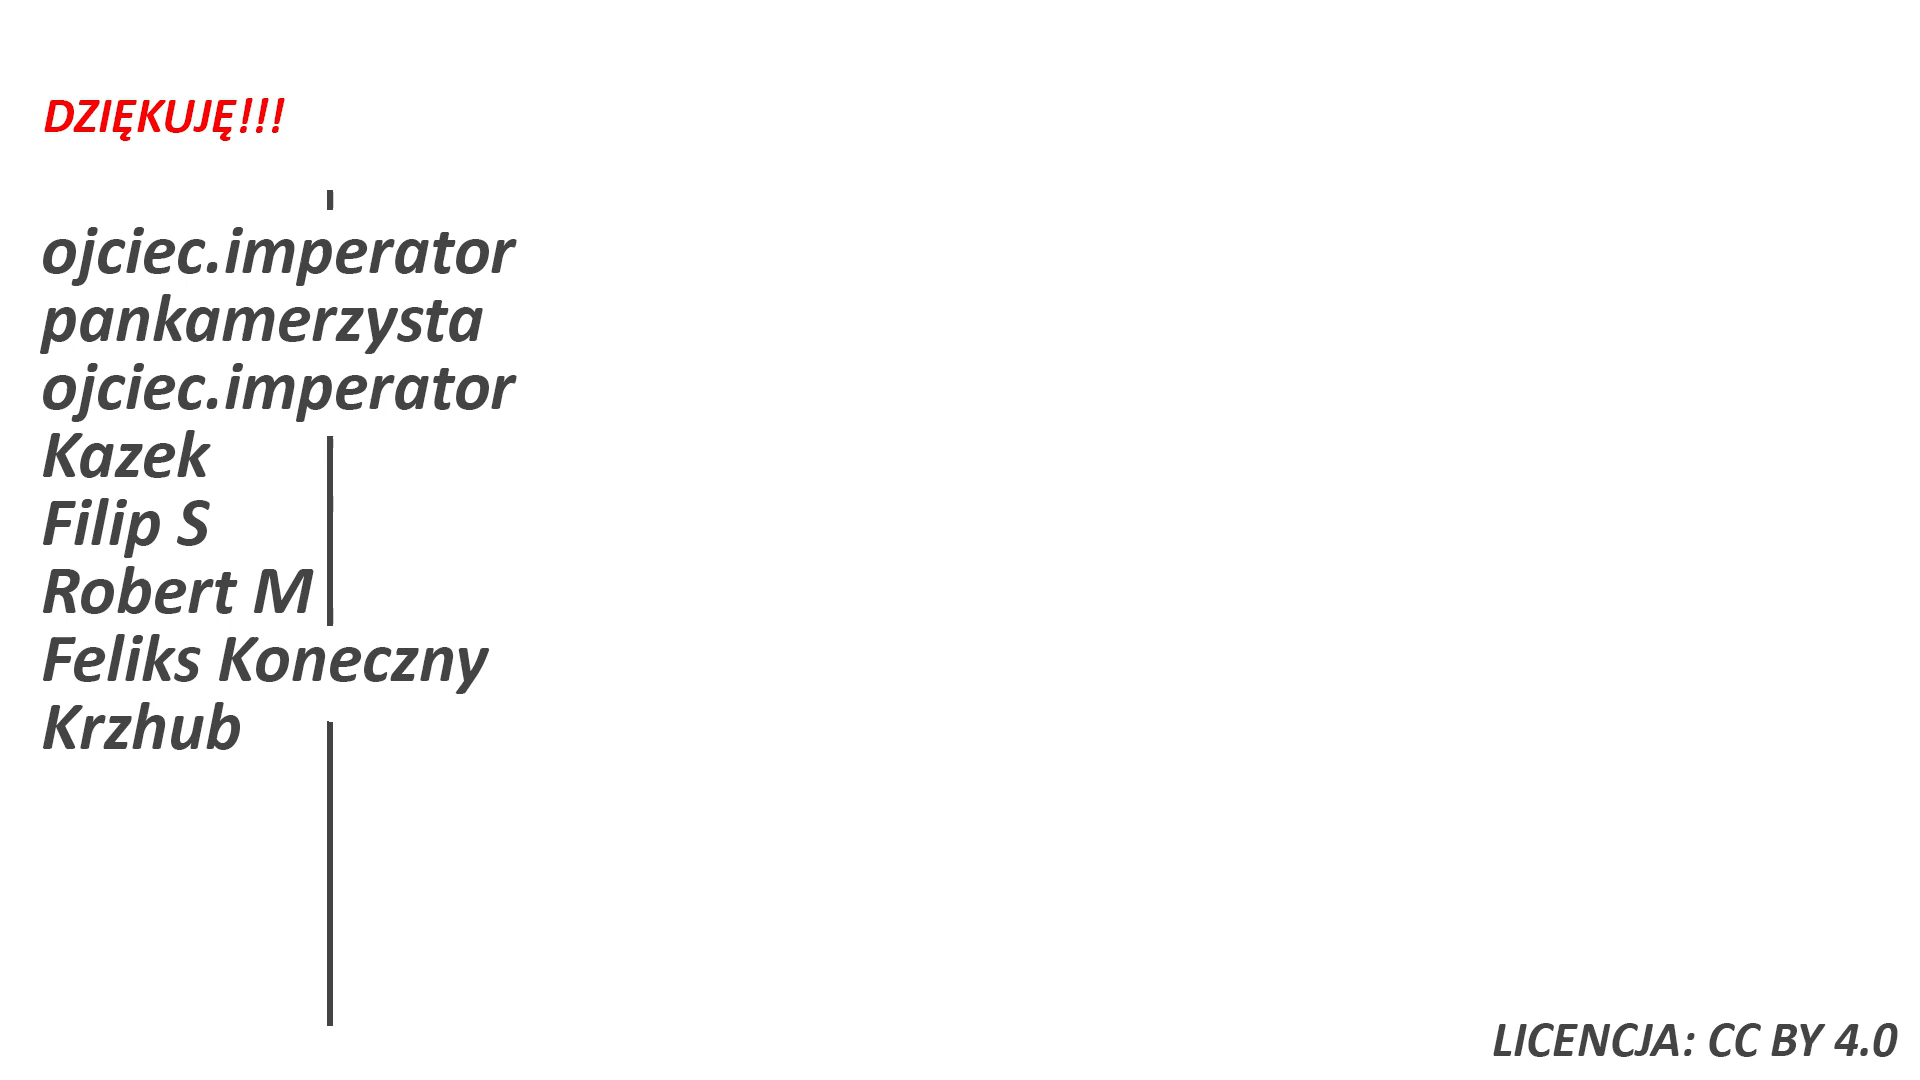 DZIĘKUJĘ!!!
ojciec.imperator
pankamerzysta
ojciec.imperator
Kazek
Filip S
Robert M
Feliks Koneczny
Krzhub
LICENCJA: CC BY 4.0